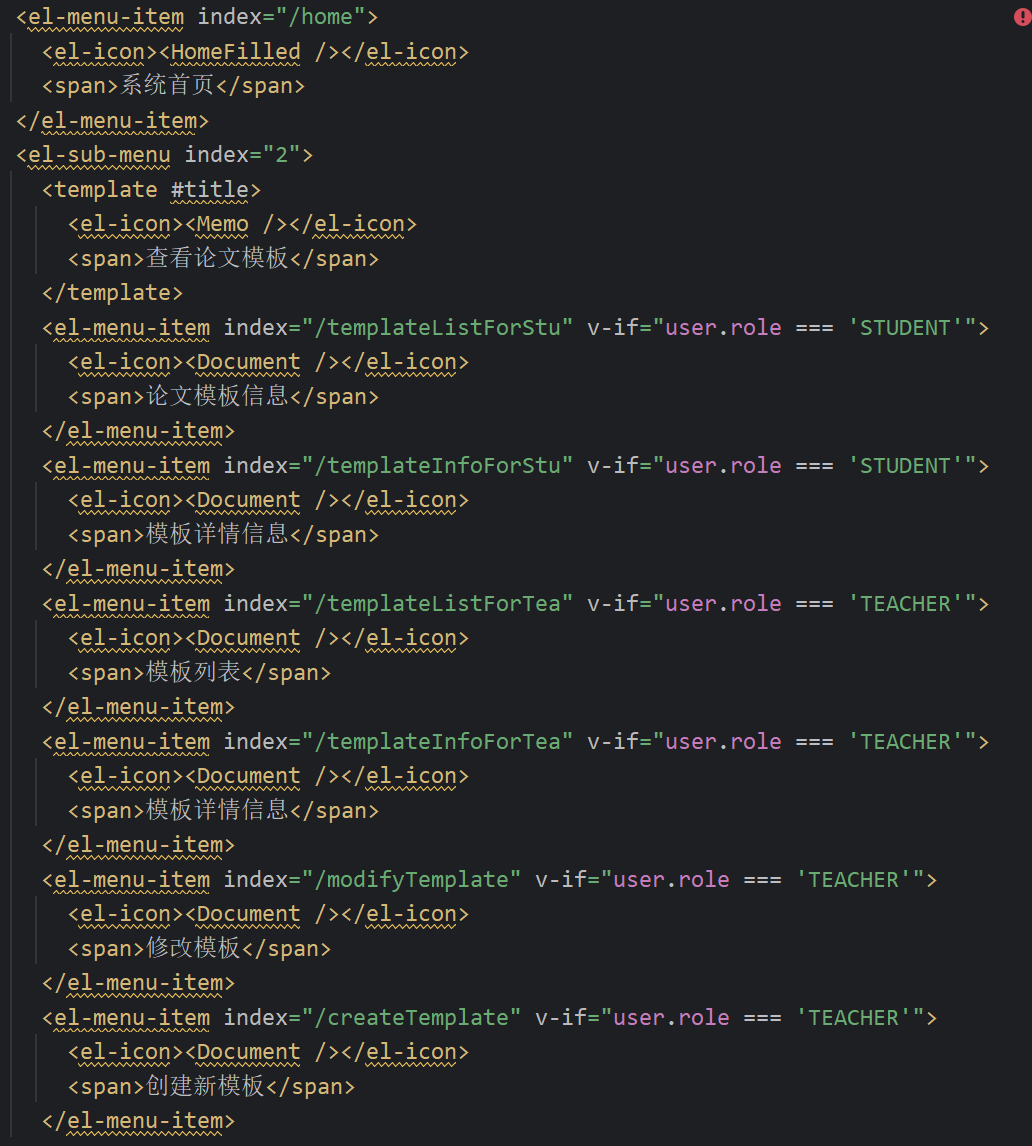 <el-menu-item index="/home">
<el-icon><HomeFilled /></el-icon>
<span>系统首页</span>
</el-menu-item>
<el-sub-menu index="2">
<template #title>
<el-icon><Memo /></el-icon>
<span>查看论文模板</span>
</template>
<el-menu-item index="/templateListForStu" v-if="user.role === 'STUDENT'">
<el-icon><Document /></el-icon>
<span>论文模板信息</span>
</el-menu-item>
<el-menu-item index="/templateInfoForStu" v-if="user.role === 'STUDENT'">
<el-icon><Document /></el-icon>
<span>模板详情信息</span>
</el-menu-item>
<el-menu-item index="/templateListForTea" v-if="user.role === 'TEACHER'">
<el-icon><Document /></el-icon>
<span>模板列表</span>
</el-menu-item>
<el-menu-item index="/templateInfoForTea" v-if="user.role === 'TEACHER'">
<el-icon><Document /></el-icon>
<span>模板详情信息</span>
</el-menu-item>
<el-menu-item index="/modifyTemplate" v-if="user.role === 'TEACHER'">
<el-icon><Document /></el-icon>
<span>修改模板</span>
</el-menu-item>
<el-menu-item index="/createTemplate" v-if="user.role === 'TEACHER'">
<el-icon><Document /></el-icon>
<span>创建新模板</span>
</el-menu-item>